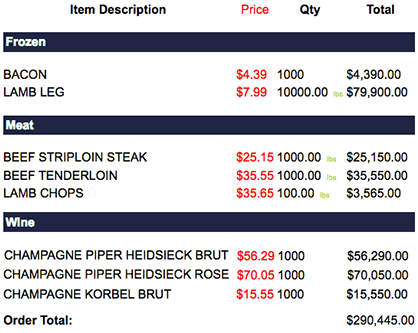 Item Description Price Qty Total
Frozen
BACON $4.39 1000 $4,390.00
LAMB LEG $7.99 10000.00 lbs $79,900.00
Meat
BEEF STRIPLOIN STEAK $25.15 1000.00 lbs $25,150.00
BEEF TENDERLOIN $35.55 1000.00 lbs $35,550.00
LAMB CHOPS $35.65 100.00 lbs $3,565.00
Wine
CHAMPAGNE PIPER HEIDSIECK BRUT $56.29 1000 $56,290.00
CHAMPAGNE PIPER HEIDSIECK ROSE $70.05 1000 $70,050.00
CHAMPAGNE KORBEL BRUT $15.55 1000 $15,550.00
Order Total: $290,445.00